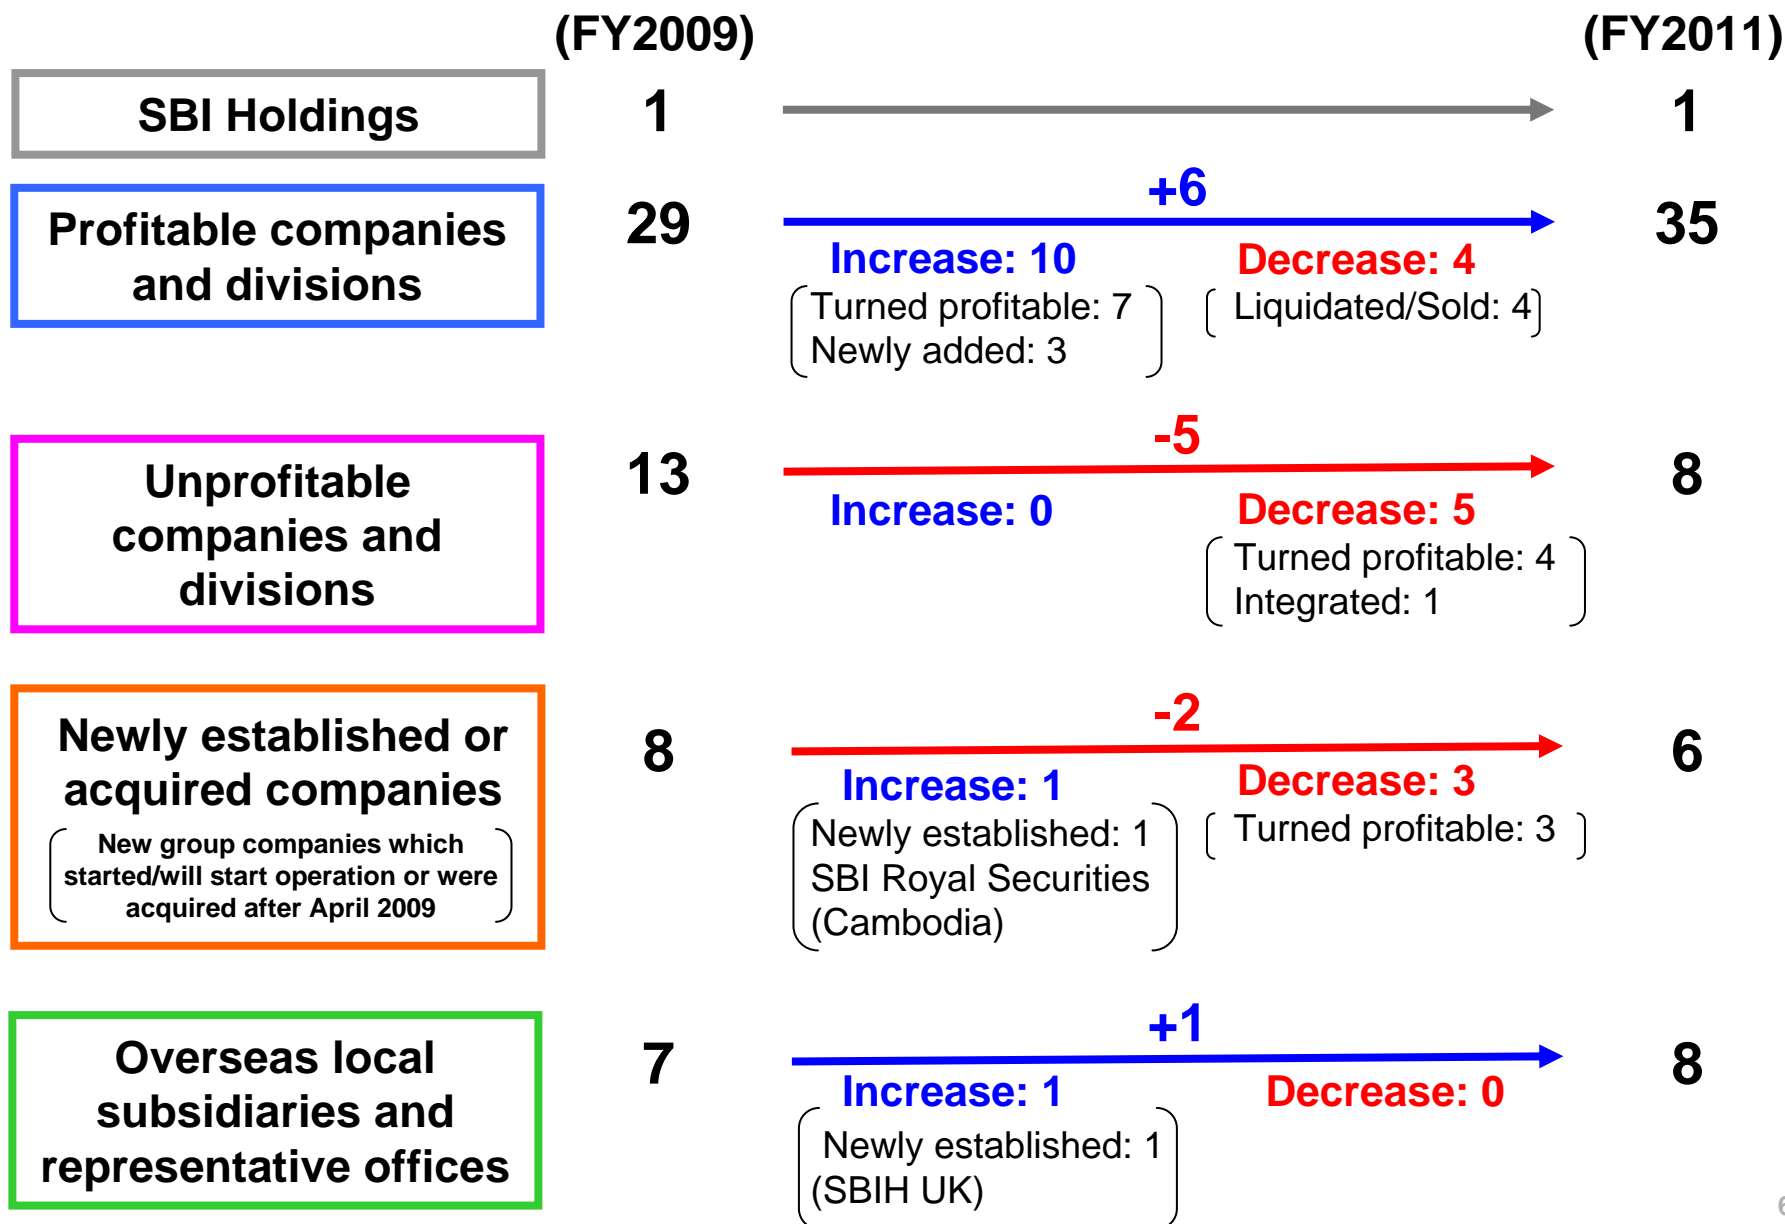 (FY2009)
(FY2011)
SBI Holdings
1
1
Profitable companies
and divisions
29
+6
35
Increase: 10
Decrease: 4
Turned profitable: 7
Newly added: 3
Liquidated/Sold: 4
Unprofitable
companies and
divisions
13
-5
8
Increase: 0
Decrease: 5
Turned profitable: 4
Integrated: 1
Newly established or
acquired companies
New group companies which
started/will start operation or were
acquired after April 2009
8
-2
6
Increase: 1
Decrease: 3
Newly established: 1
SBI Royal Securities
(Cambodia)
Turned profitable: 3
Overseas local
subsidiaries and
representative offices
7
+1
8
Increase: 1
Decrease: 0
Newly established: 1
(SBIH UK)